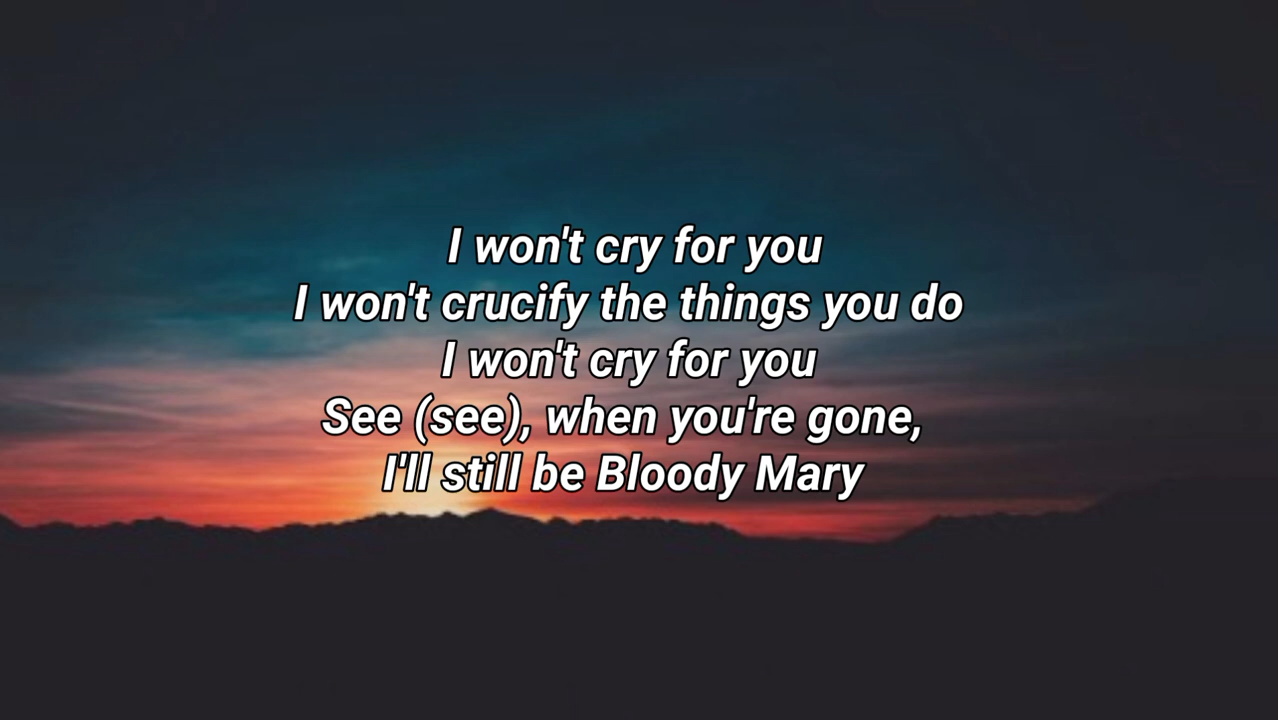 I won't cry for you
I won't crucify the things you do
I won't cry for you
See (see), when you're gone,
I'll still be Bloody Mary